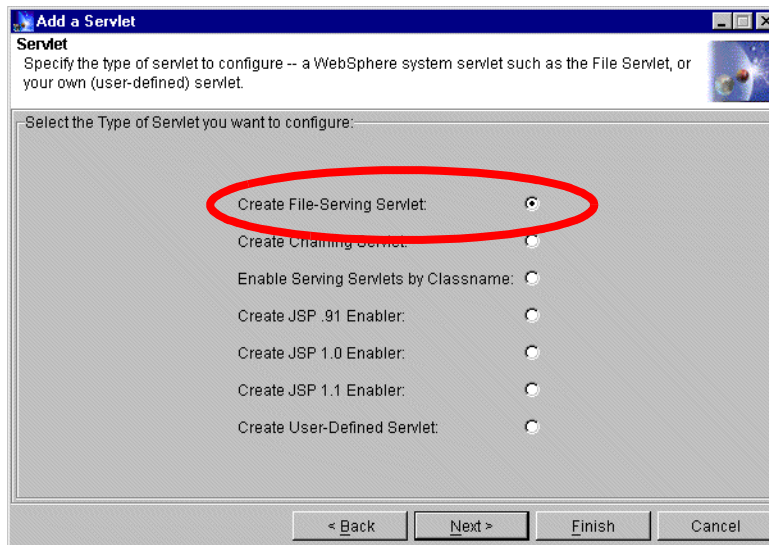 Add a Servlet
Servlet
Specify the type of servlet to configure -- a WebSphere system servlet such as the File Servlet, or
your own (user-defined) servlet.
Select the Type of Servlet you want to configure:
Create File-Serving Servlet:
Create Chaining Servlet:
Enable Serving Servlets by Classname:
Create JSP .91 Enabler:
Create JSP 1.0 Enabler:
Create JSP 1.1 Enabler:
Create User-Defined Servlet:
< Back Next > Finish Cancel